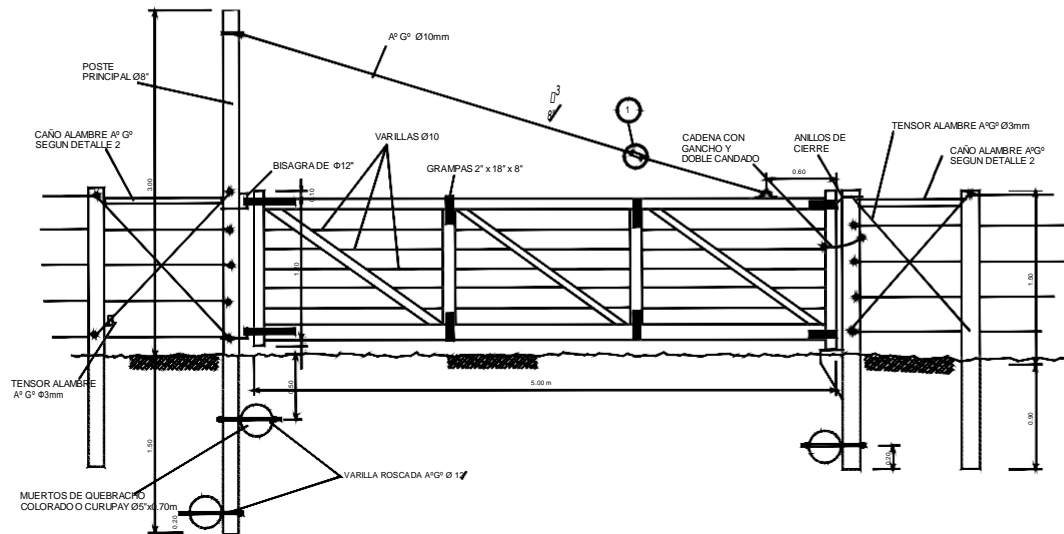 Aº Gº Ø10mm
POSTE
PRINCIPAL Ø8"
3
8"
1
CADENA CON
GANCHO Y
DOBLE CANDADO
ANILLOS DE
CIERRE
TENSOR ALAMBRE AºGº Ø3mm
CAÑO ALAMBRE Aº Gº
SEGUN DETALLE 2
VARILLAS Ø10
CAÑO ALAMBRE AºGº
SEGUN DETALLE 2
BISAGRA DE Φ12"
GRAMPAS 2" x 18" x 8"
0.60
3.00
0.10
1.20
1.50
TENSOR ALAMBRE
Aº Gº Φ3mm
0.50
5.00 m
0.90
1.50
0.20
VARILLA ROSCADA AºGº Ø 12
MUERTOS DE QUEBRACHO
COLORADO O CURUPAY Ø5"x0.70m
0.20